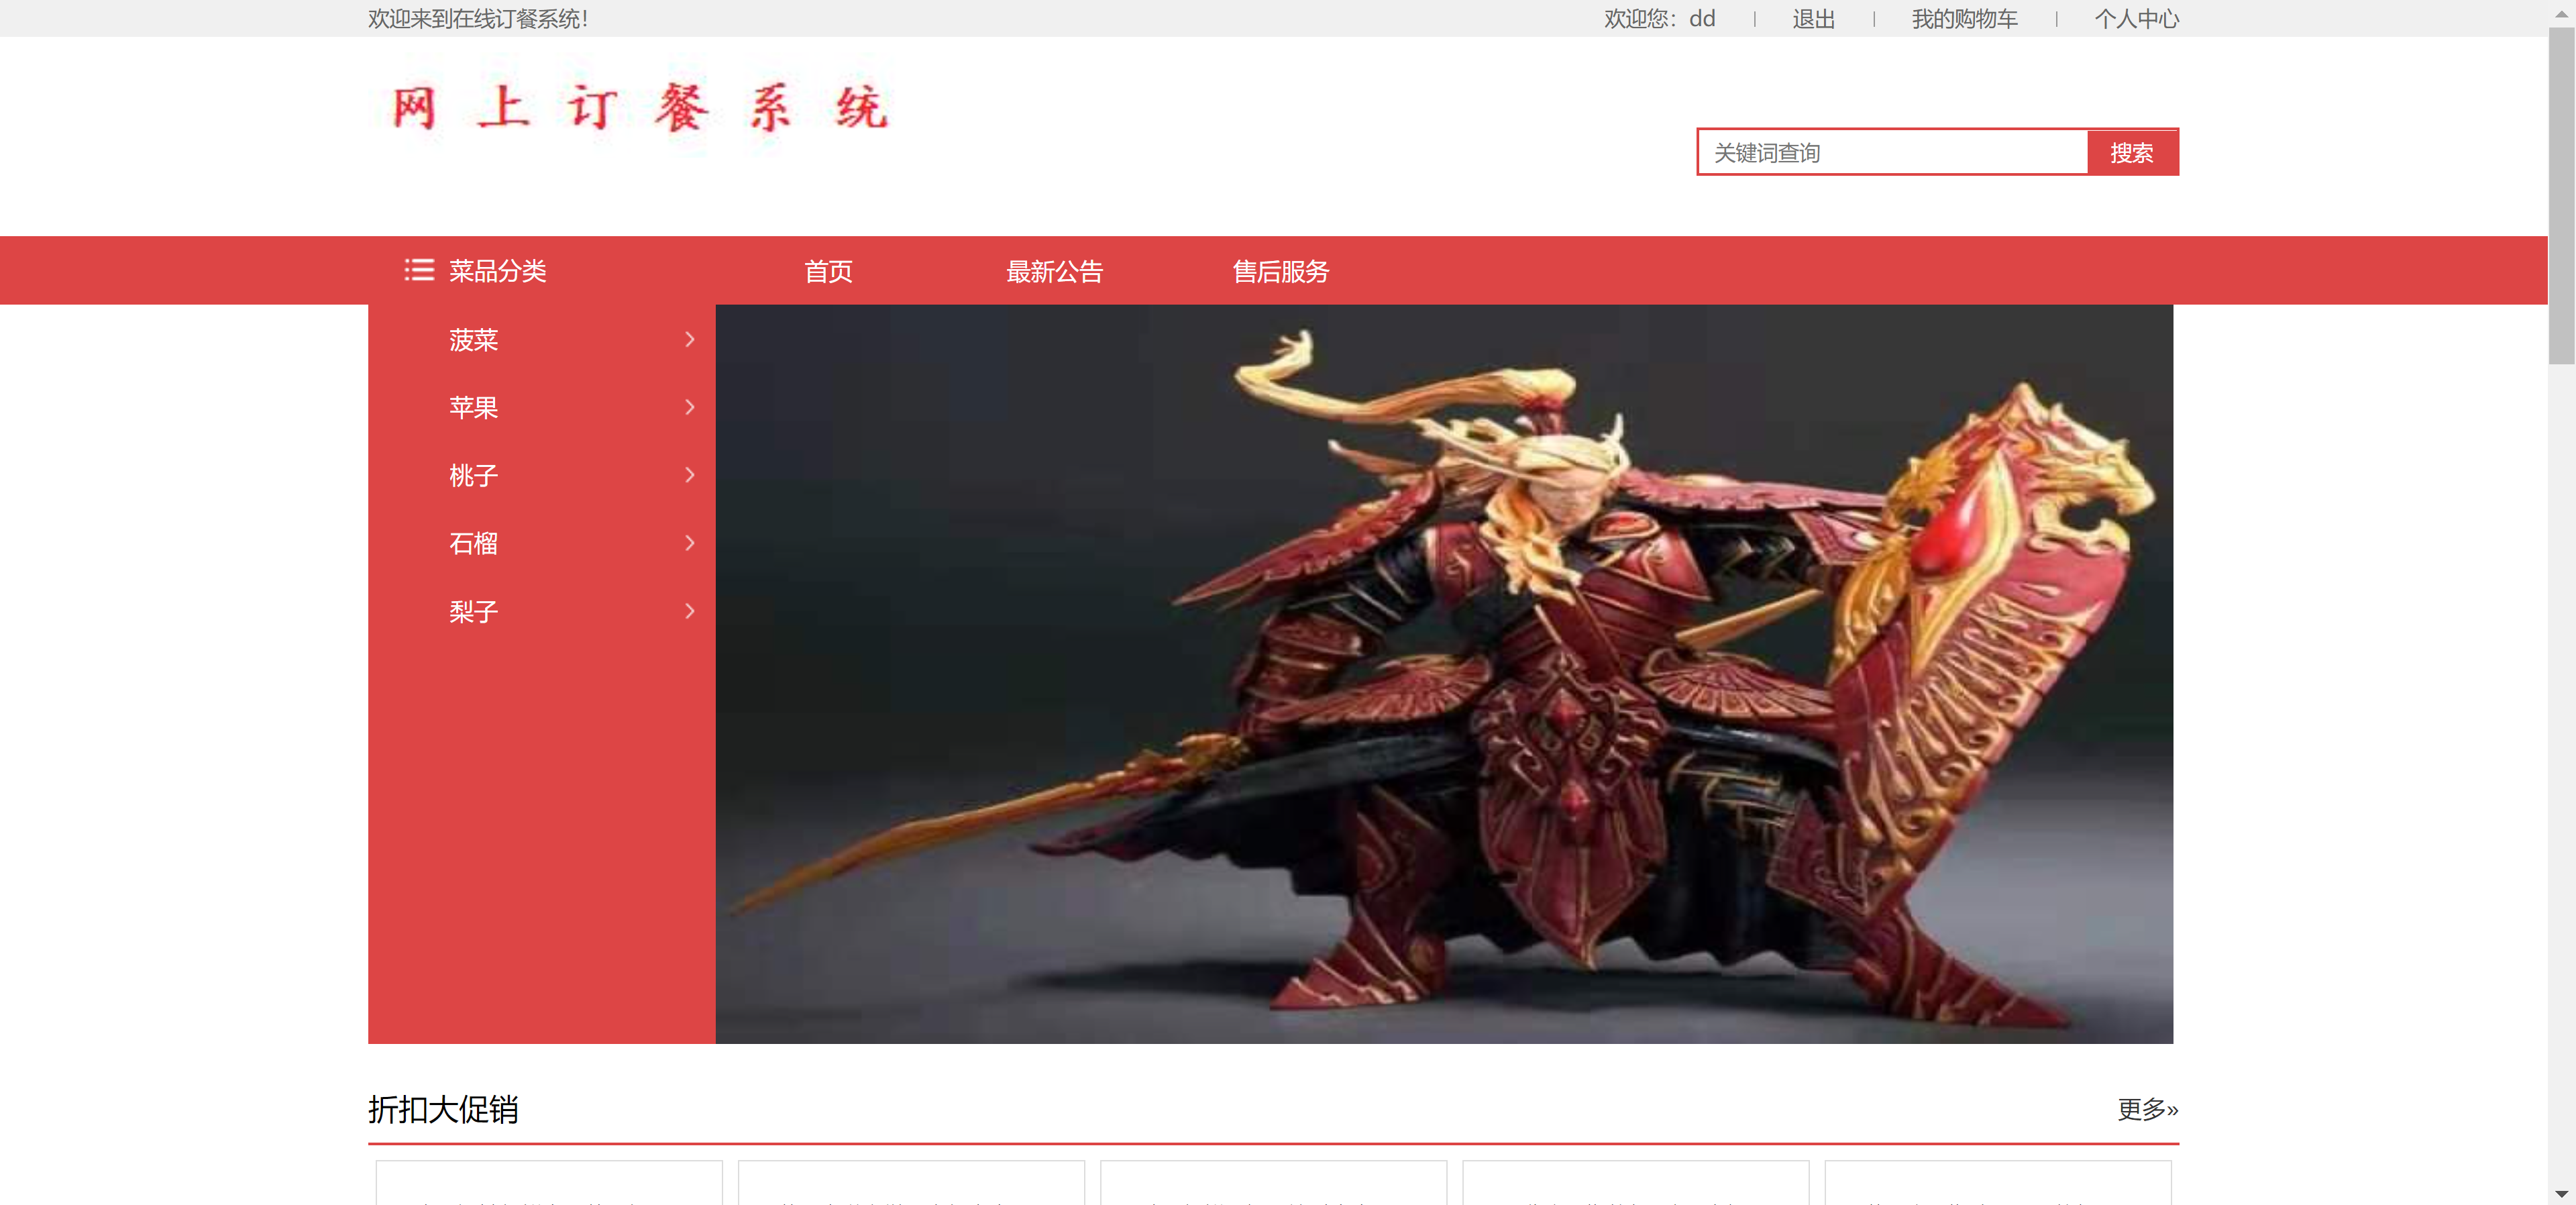 欢迎来到在线订餐系统！
欢迎您：dd | 退出 | 我的购物车 | 个人中心
网上订餐系统
关键词查询 搜索
菜品分类 首页 最新公告 售后服务
菠菜
苹果
桃子
石榴
梨子
折扣大促销 更多»